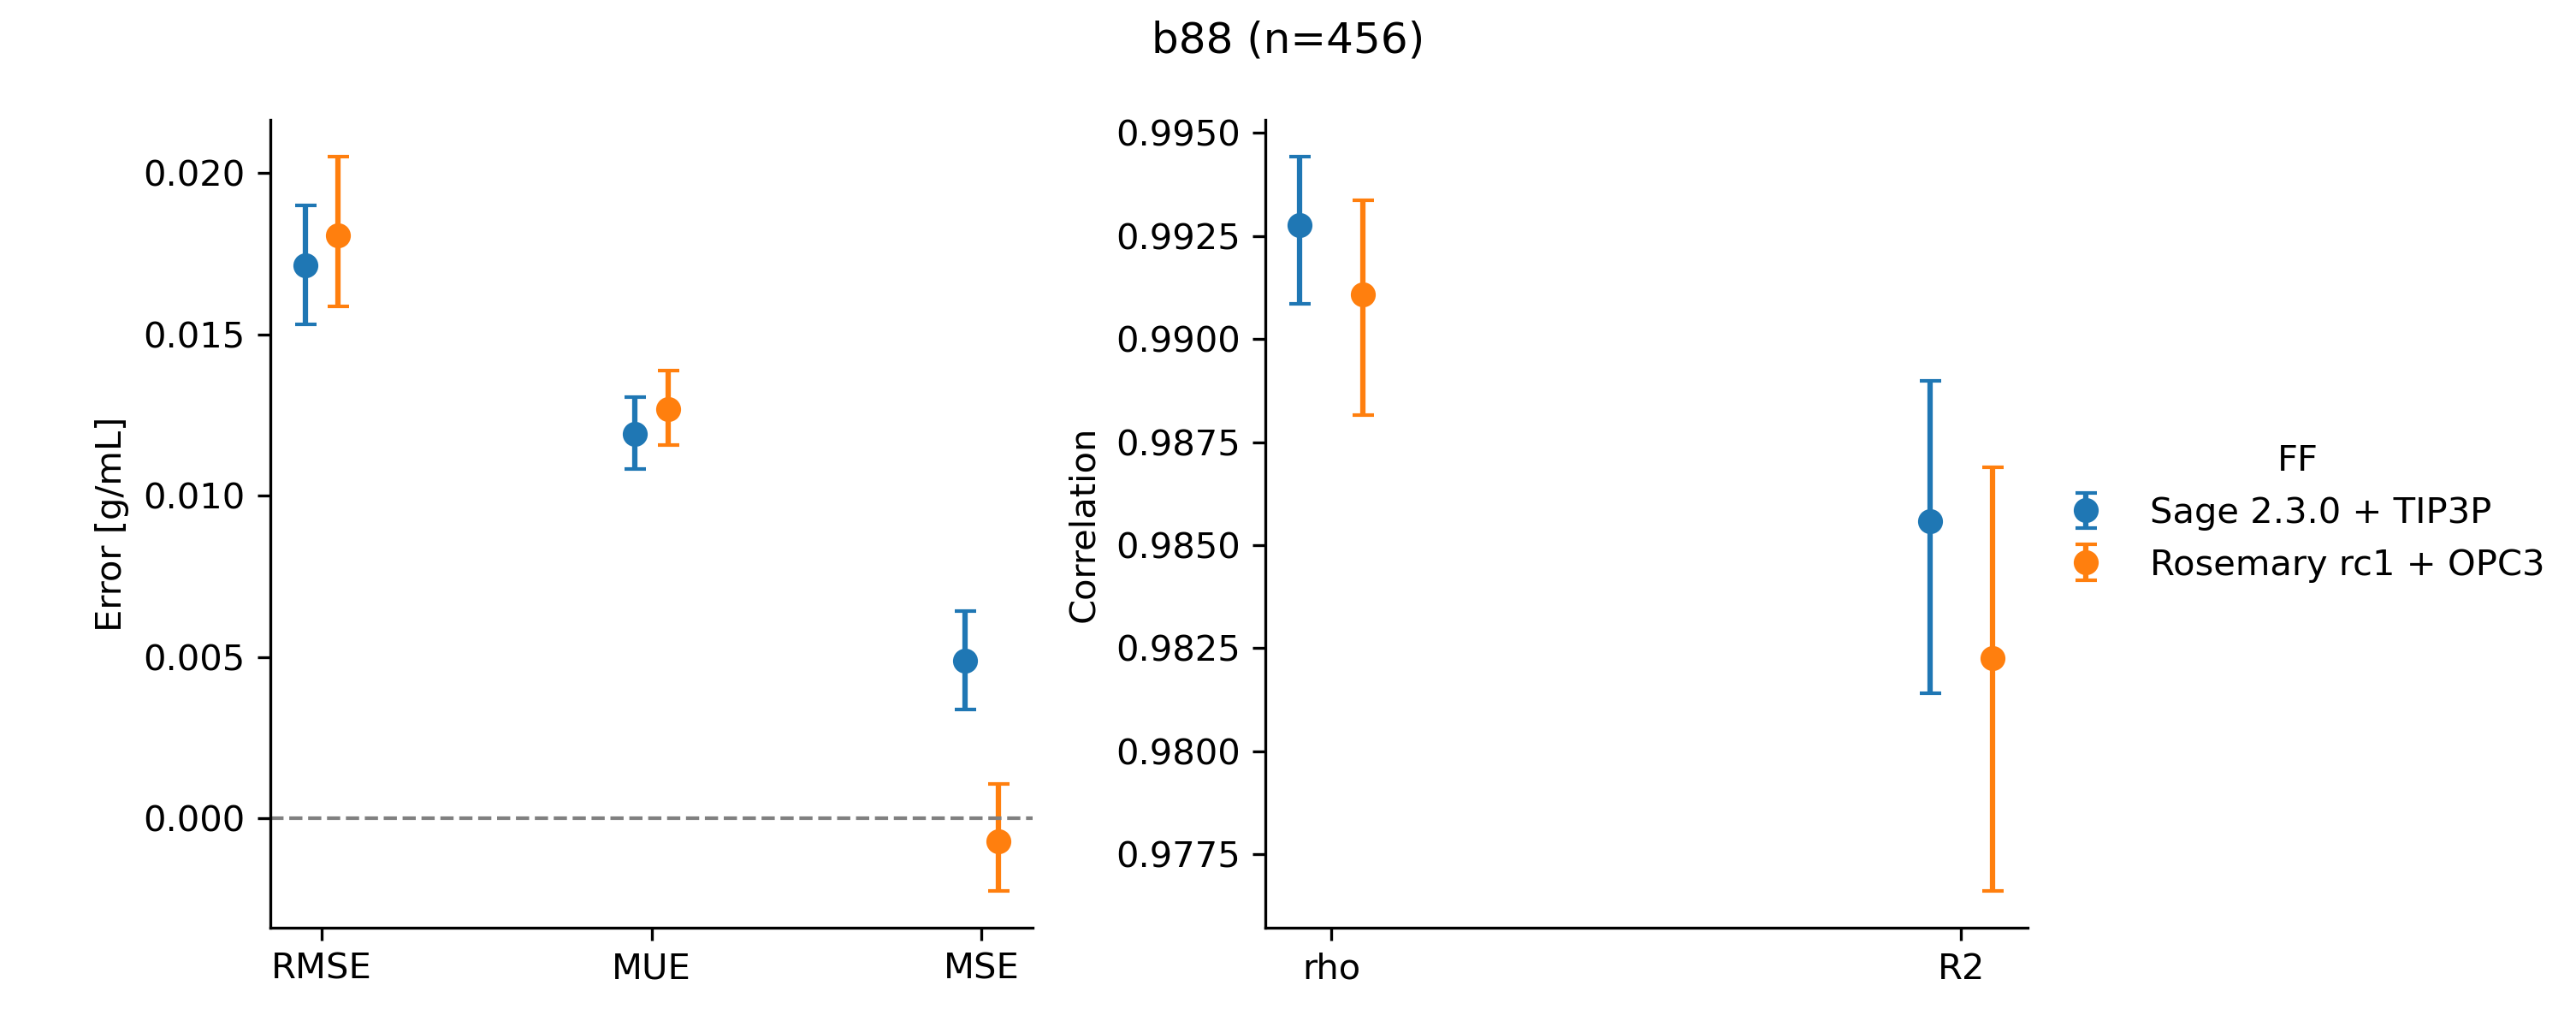 b88 (n=456)
Error [g/mL]
0.020
0.015
0.010
0.005
0.000
RMSE
MUE
MSE
Correlation
0.9950
0.9925
0.9900
0.9875
0.9850
0.9825
0.9800
0.9775
rho
R2
FF
Sage 2.3.0 + TIP3P
Rosemary rc1 + OPC3